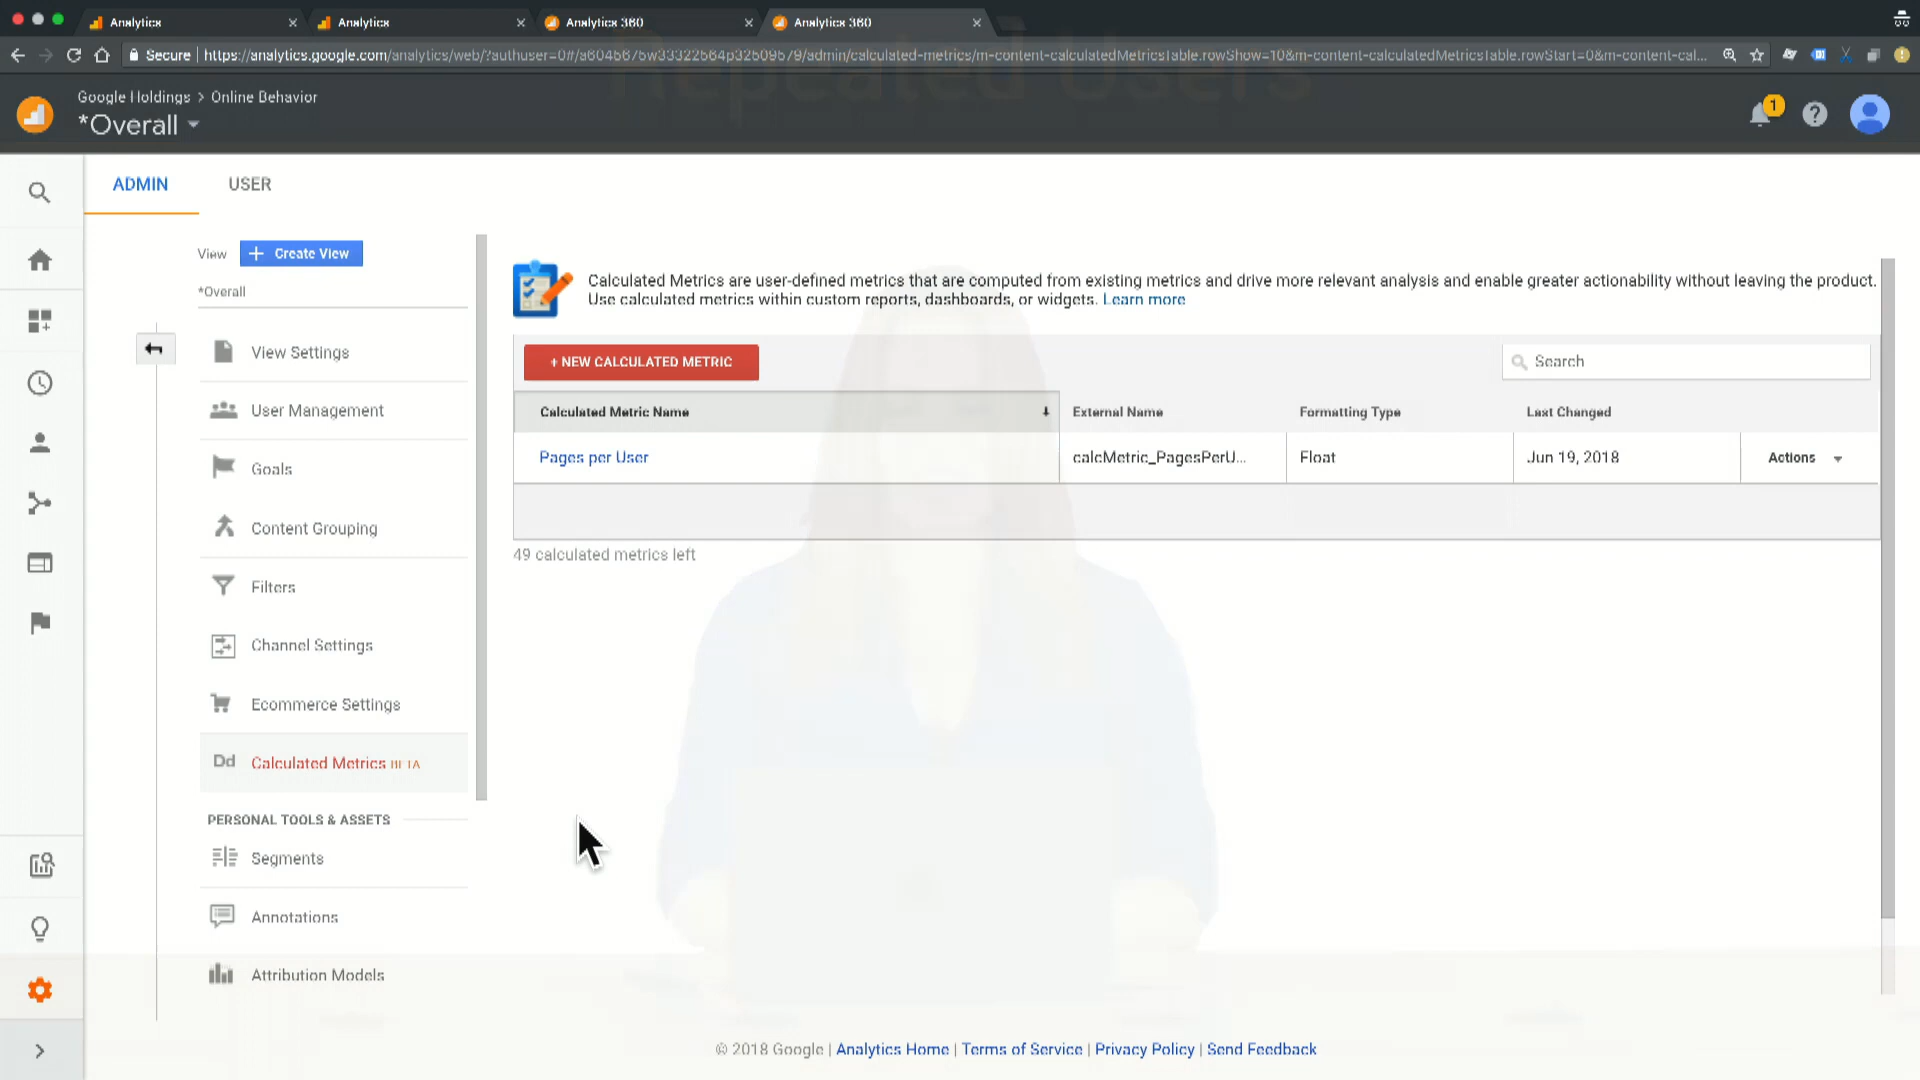 Analytics
Analytics
Analytics 360
Analytics 360
Secure
Google Holdings > Online Behavior
*Overall
1
Repeated Users
ADMIN
USER
View
+ Create View
*Overall
View Settings
User Management
Goals
Content Grouping
Filters
Channel Settings
Ecommerce Settings
Dd
Calculated Metrics BETA
PERSONAL TOOLS & ASSETS
Segments
Annotations
Attribution Models
Calculated Metrics are user-defined metrics that are computed from existing metrics and drive more relevant analysis and enable greater actionability without leaving the product.
Use calculated metrics within custom reports, dashboards, or widgets. Learn more
+ NEW CALCULATED METRIC
Search
Calculated Metric Name
External Name
Formatting Type
Last Changed
Pages per User
calcMetric_PagesPerU...
Float
Jun 19, 2018
Actions
49 calculated metrics left
© 2018 Google | Analytics Home | Terms of Service | Privacy Policy | Send Feedback